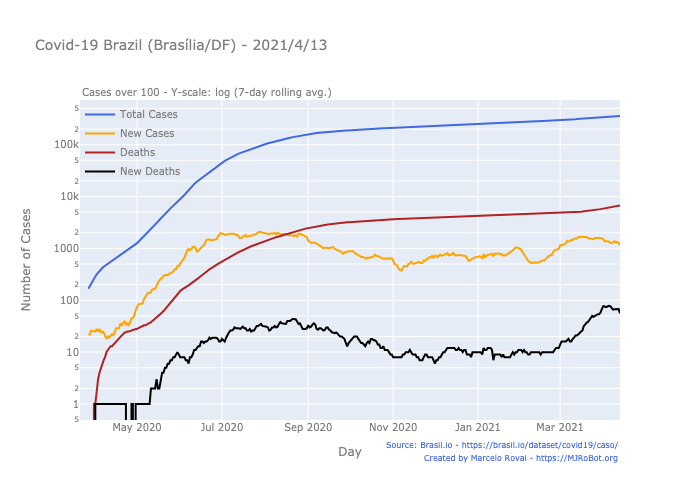 Covid-19 Brazil (Brasília/DF) - 2021/4/13
Cases over 100 - Y-scale: log (7-day rolling avg.)
Total Cases
New Cases
Deaths
New Deaths
5
100k
5
2
10k
5
2
1000
5
2
100
5
2
10
5
2
1
5
Number of Cases
May 2020
Jul 2020
Sep 2020
Nov 2020
Jan 2021
Mar 2021
Day
Source: Brasil.io - https://brasil.io/dataset/covid19/caso/
Created by Marcelo Rovai - https://MJRoBot.org